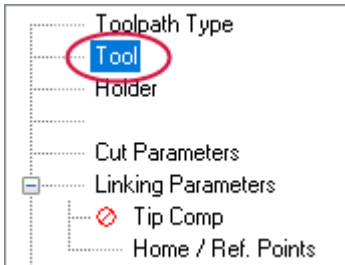 Toolpath Type
Tool
Holder
Cut Parameters
Linking Parameters
Tip Comp
Home / Ref. Points